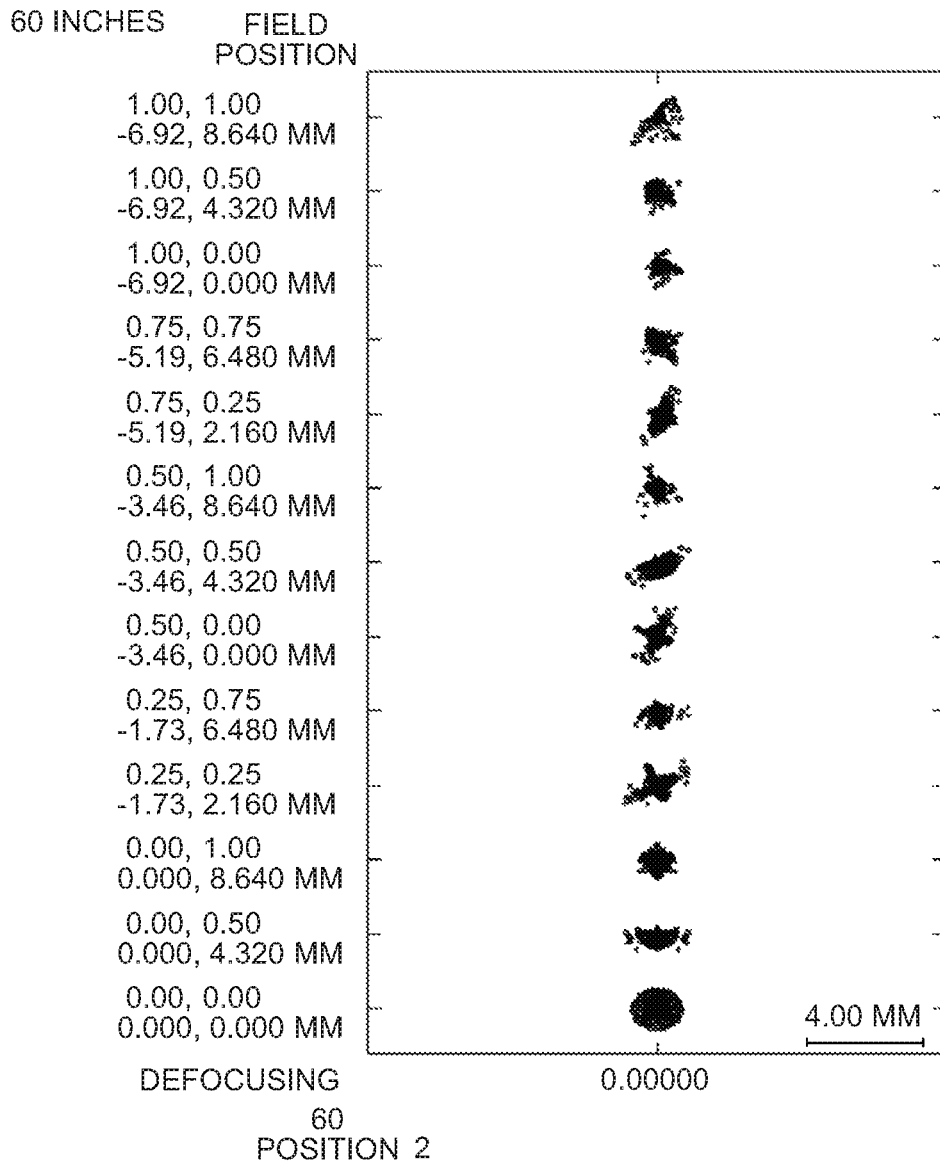 60 INCHES
FIELD
POSITION
1.00, 1.00
-6.92, 8.640 MM
1.00, 0.50
-6.92, 4.320 MM
1.00, 0.00
-6.92, 0.000 MM
0.75, 0.75
-5.19, 6.480 MM
0.75, 0.25
-5.19, 2.160 MM
0.50, 1.00
-3.46, 8.640 MM
0.50, 0.50
-3.46, 4.320 MM
0.50, 0.00
-3.46, 0.000 MM
0.25, 0.75
-1.73, 6.480 MM
0.25, 0.25
-1.73, 2.160 MM
0.00, 1.00
0.000, 8.640 MM
0.00, 0.50
0.000, 4.320 MM
0.00, 0.00
0.000, 0.000 MM
4.00 MM
DEFOCUSING 0.00000
60
POSITION 2